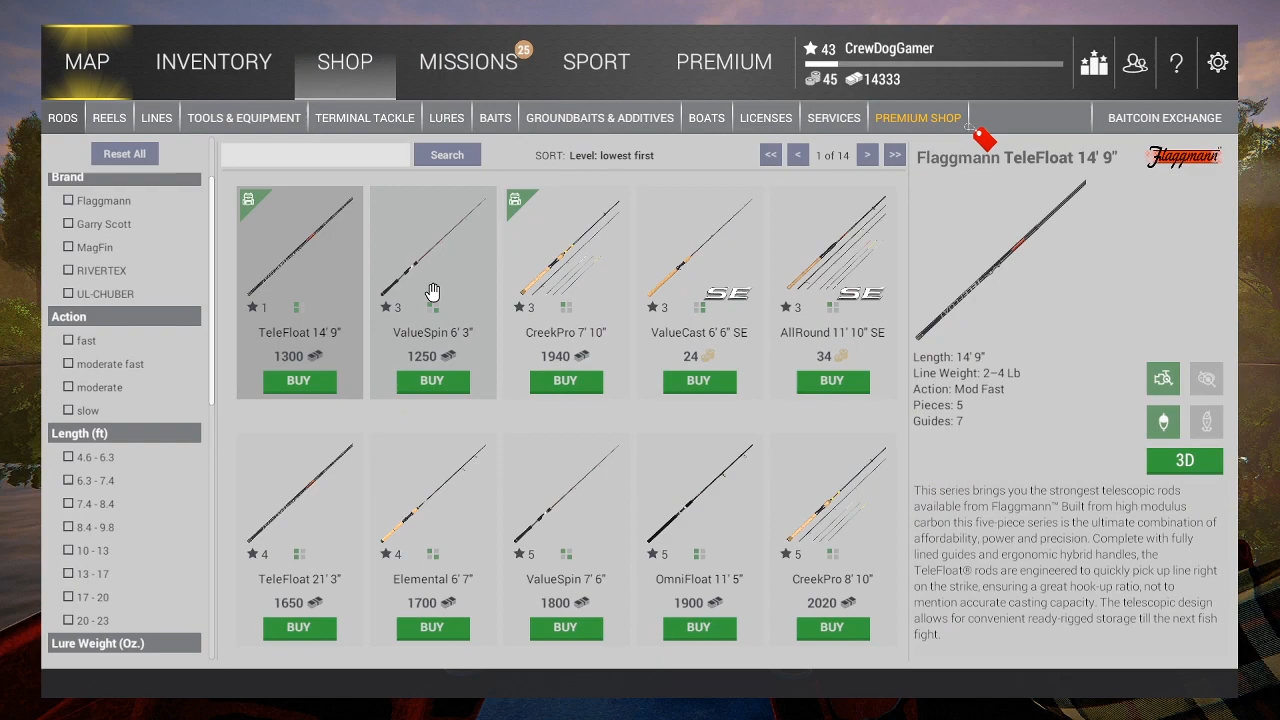 MAP INVENTORY SHOP MISSIONS 25 SPORT PREMIUM
43 CrewDogGamer
45 14333
?
RODS REELS LINES TOOLS & EQUIPMENT TERMINAL TACKLE LURES BAITS GROUNDBAITS & ADDITIVES BOATS LICENSES SERVICES PREMIUM SHOP BAITCOIN EXCHANGE
Reset All
Brand
Flaggmann
Garry Scott
MagFin
RIVERTEX
UL-CHUBER
Action
fast
moderate fast
moderate
slow
Length (ft)
4.6 - 6.3
6.3 - 7.4
7.4 - 8.4
8.4 - 9.8
10 - 13
13 - 17
17 - 20
20 - 23
Lure Weight (Oz.)
Search SORT: Level: lowest first << < 1 of 14 > >>
1 3 3 SE 3 SE 3
TeleFloat 14' 9" ValueSpin 6' 3" CreekPro 7' 10" ValueCast 6' 6" SE AllRound 11' 10" SE
1300 1250 1940 24 34
BUY BUY BUY BUY BUY
4 4 5 5 5
TeleFloat 21' 3" Elemental 6' 7" ValueSpin 7' 6" OmniFloat 11' 5" CreekPro 8' 10"
1650 1700 1800 1900 2020
BUY BUY BUY BUY BUY
Flaggmann TeleFloat 14' 9" Flaggmann
Length: 14' 9"
Line Weight: 2–4 Lb
Action: Mod Fast
Pieces: 5
Guides: 7
3D
This series brings you the strongest telescopic rods
available from Flaggmann™ Built from high modulus
carbon this five-piece series is the ultimate combination of
affordability, power and precision. Complete with fully
lined guides and ergonomic hybrid handles, the
TeleFloat® rods are engineered to quickly pick up line right
on the strike, ensuring a great hook-up ratio, not to
mention accurate casting capacity. The telescopic design
allows for convenient ready-rigged storage till the next fish
fight.